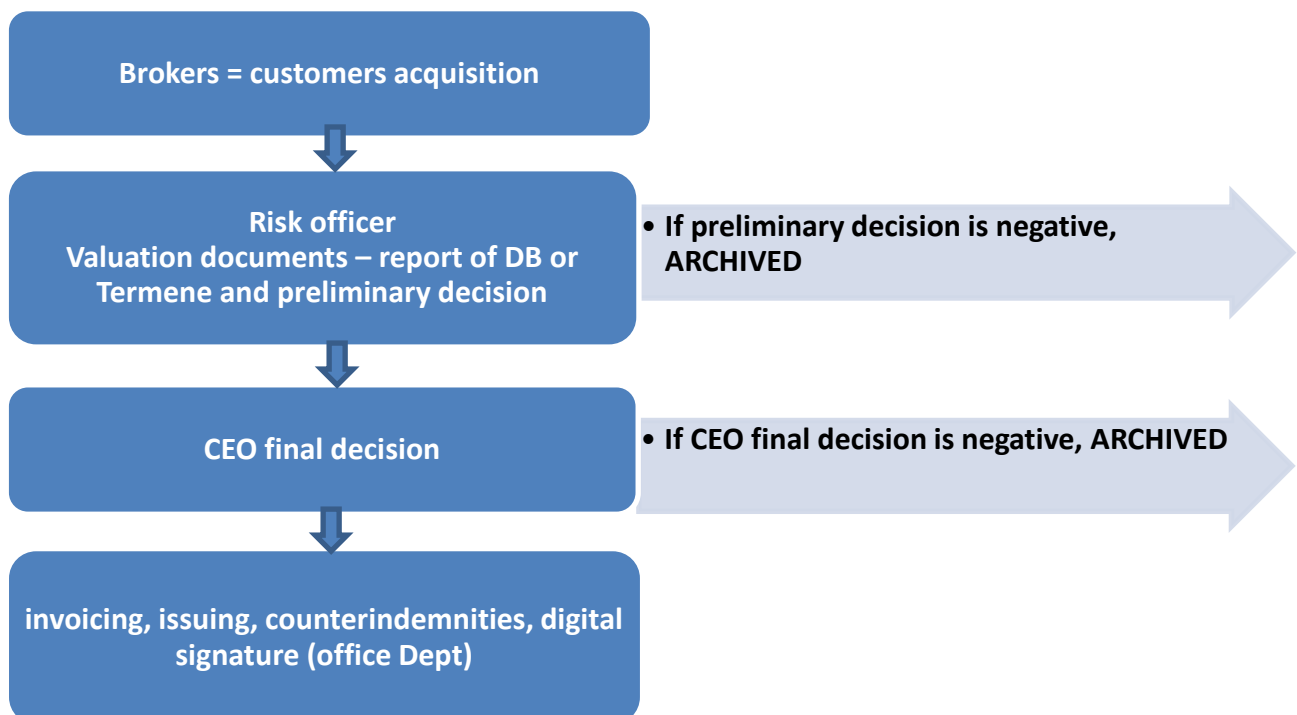 Brokers = customers acquisition
Risk officer
Valuation documents – report of DB or
Termene and preliminary decision
• If preliminary decision is negative,
ARCHIVED
CEO final decision
• If CEO final decision is negative, ARCHIVED
invoicing, issuing, counterindemnities, digital
signature (office Dept)